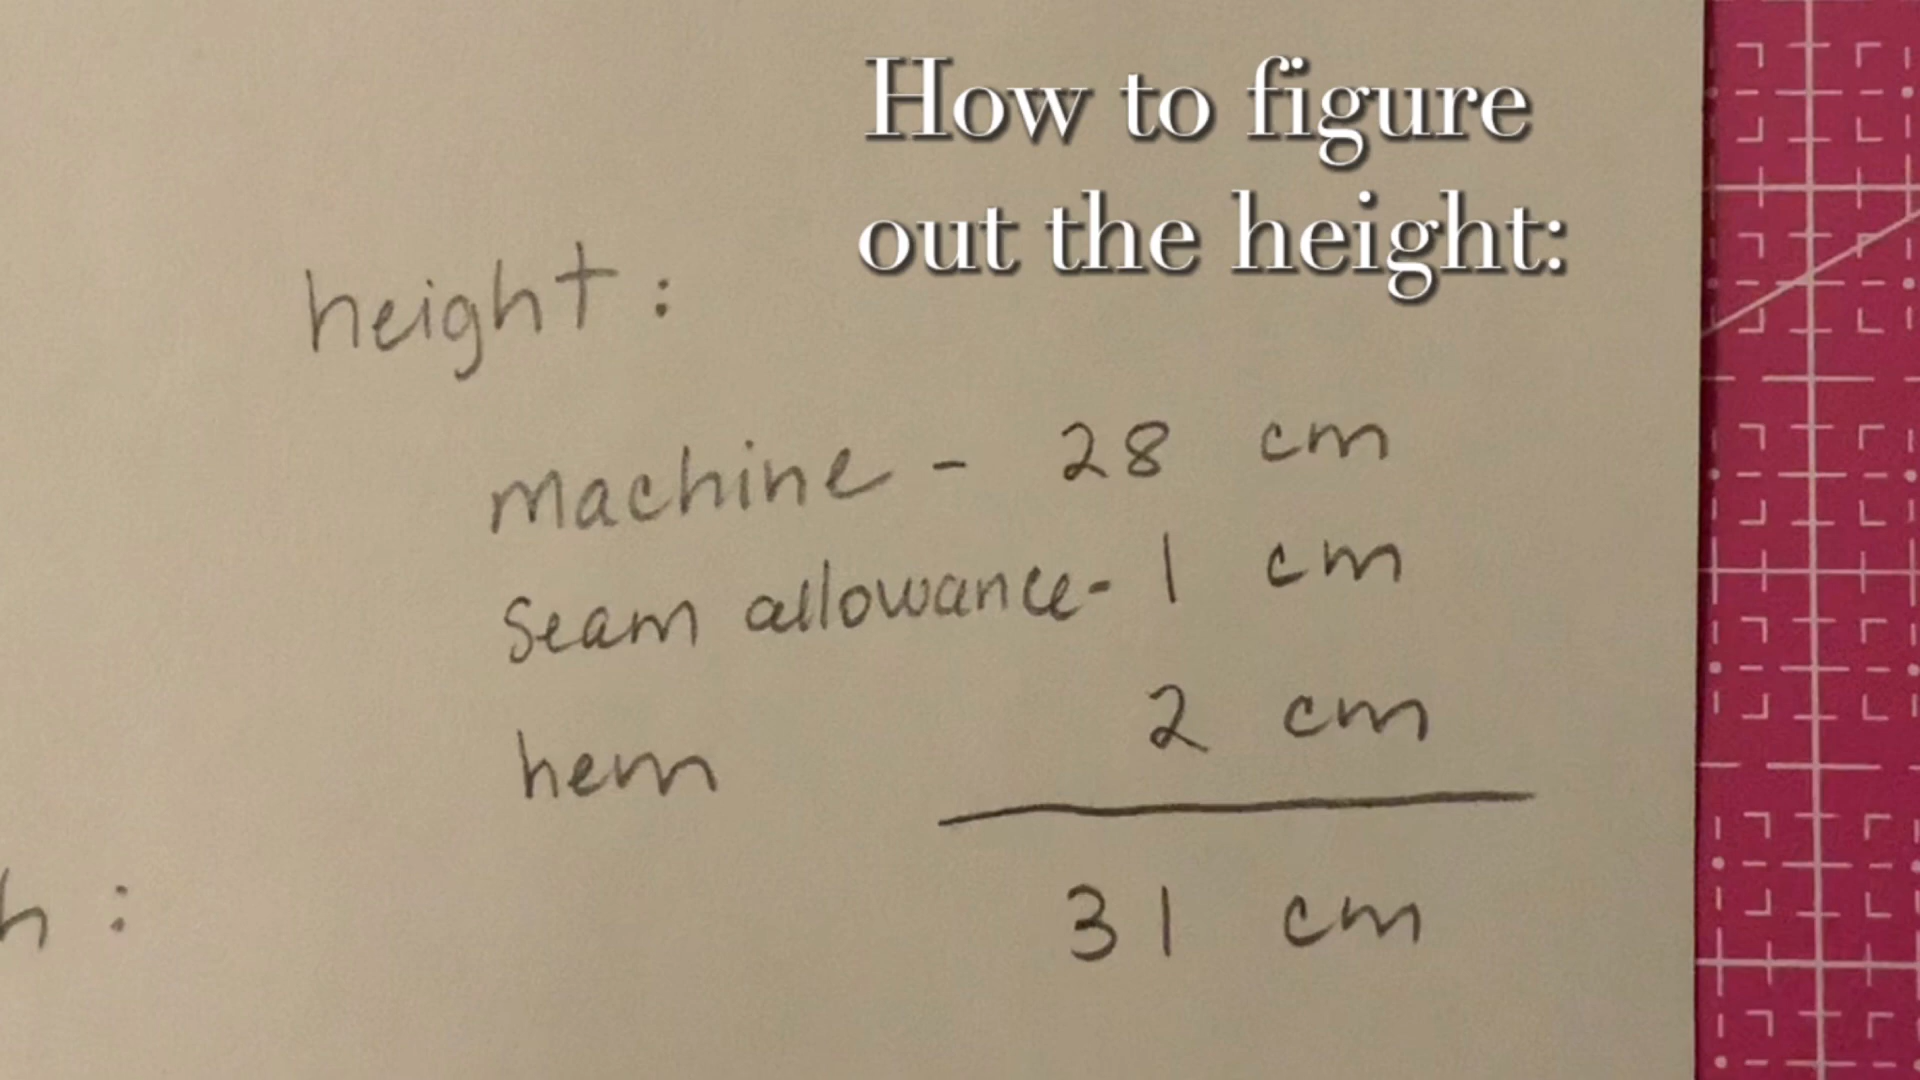 How to figure
out the height:
height:
machine - 28 cm
Seam allowance- 1 cm
hem 2 cm
31 cm
h: